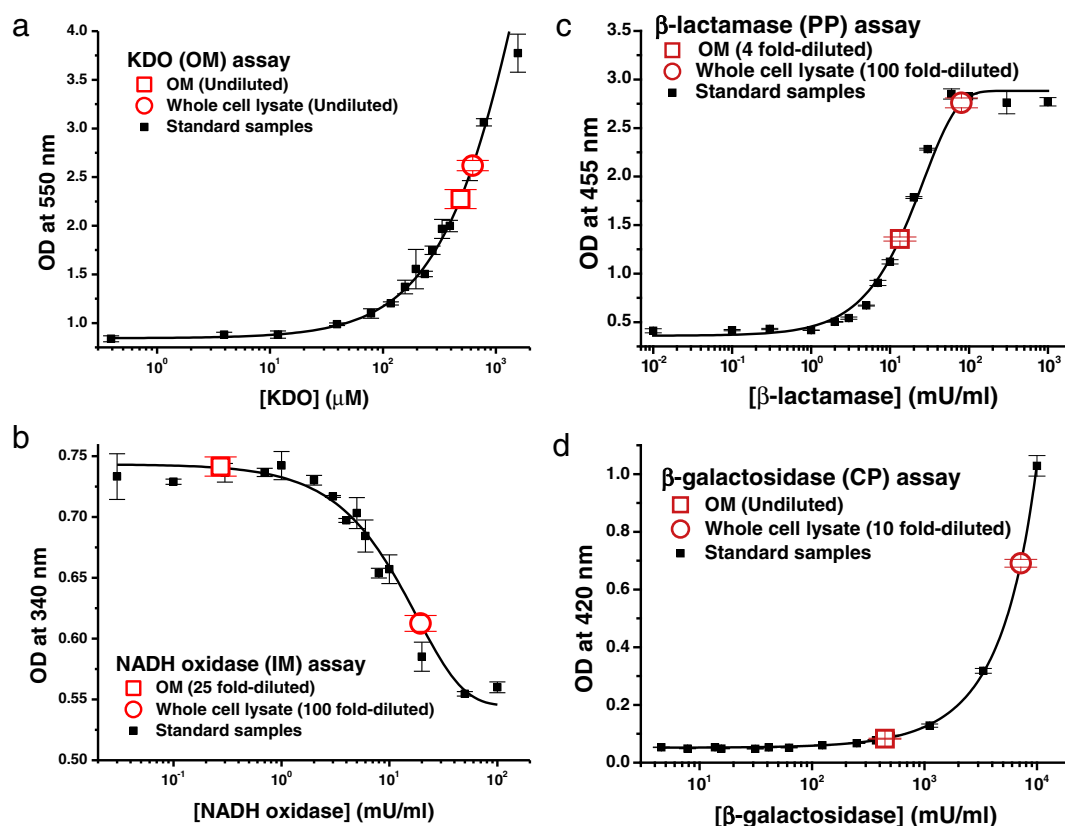 a
KDO (OM) assay
OM (Undiluted)
Whole cell lysate (Undiluted)
Standard samples
4.0
3.5
3.0
2.5
2.0
1.5
1.0
OD at 550 nm
10⁰
10¹
10²
10³
[KDO] (μM)
b
NADH oxidase (IM) assay
OM (25 fold-diluted)
Whole cell lysate (100 fold-diluted)
Standard samples
0.75
0.70
0.65
0.60
0.55
0.50
OD at 340 nm
10⁻¹
10⁰
10¹
10²
[NADH oxidase] (mU/ml)
c
β-lactamase (PP) assay
OM (4 fold-diluted)
Whole cell lysate (100 fold-diluted)
Standard samples
3.5
3.0
2.5
2.0
1.5
1.0
0.5
0.0
OD at 455 nm
10⁻²
10⁻¹
10⁰
10¹
10²
10³
[β-lactamase] (mU/ml)
d
β-galactosidase (CP) assay
OM (Undiluted)
Whole cell lysate (10 fold-diluted)
Standard samples
1.0
0.8
0.6
0.4
0.2
0.0
OD at 420 nm
10¹
10²
10³
10⁴
[β-galactosidase] (mU/ml)